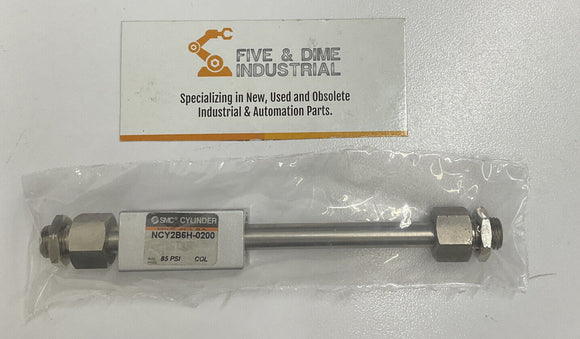 FIVE & DIME
INDUSTRIAL
Specializing in New, Used and Obsolete
Industrial & Automation Parts.
SMC® CYLINDER
NCY2B6H-0200
85 PSI COL